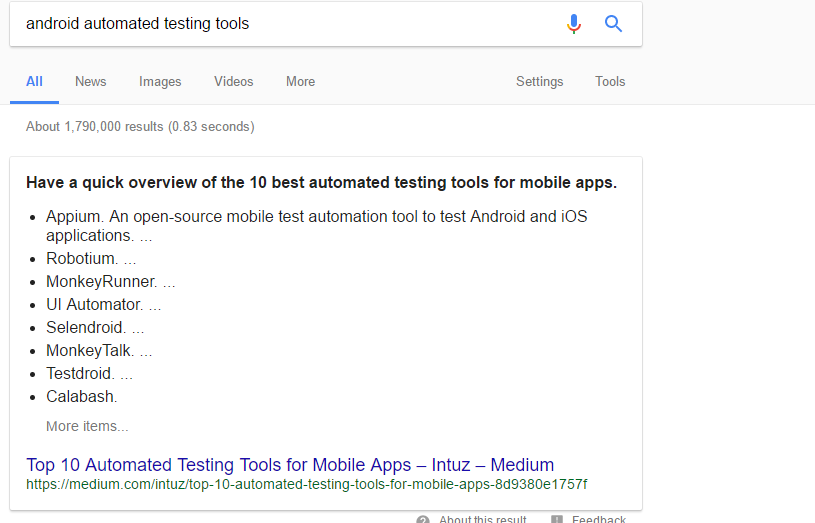 android automated testing tools
All News Images Videos More Settings Tools
About 1,790,000 results (0.83 seconds)
Have a quick overview of the 10 best automated testing tools for mobile apps.
• Appium. An open-source mobile test automation tool to test Android and iOS
applications. ...
• Robotium. ...
• MonkeyRunner. ...
• UI Automator. ...
• Selendroid. ...
• MonkeyTalk. ...
• Testdroid. ...
• Calabash.
More items...
Top 10 Automated Testing Tools for Mobile Apps – Intuz – Medium
https://medium.com/intuz/top-10-automated-testing-tools-for-mobile-apps-8d9380e1757f
About this result Feedback